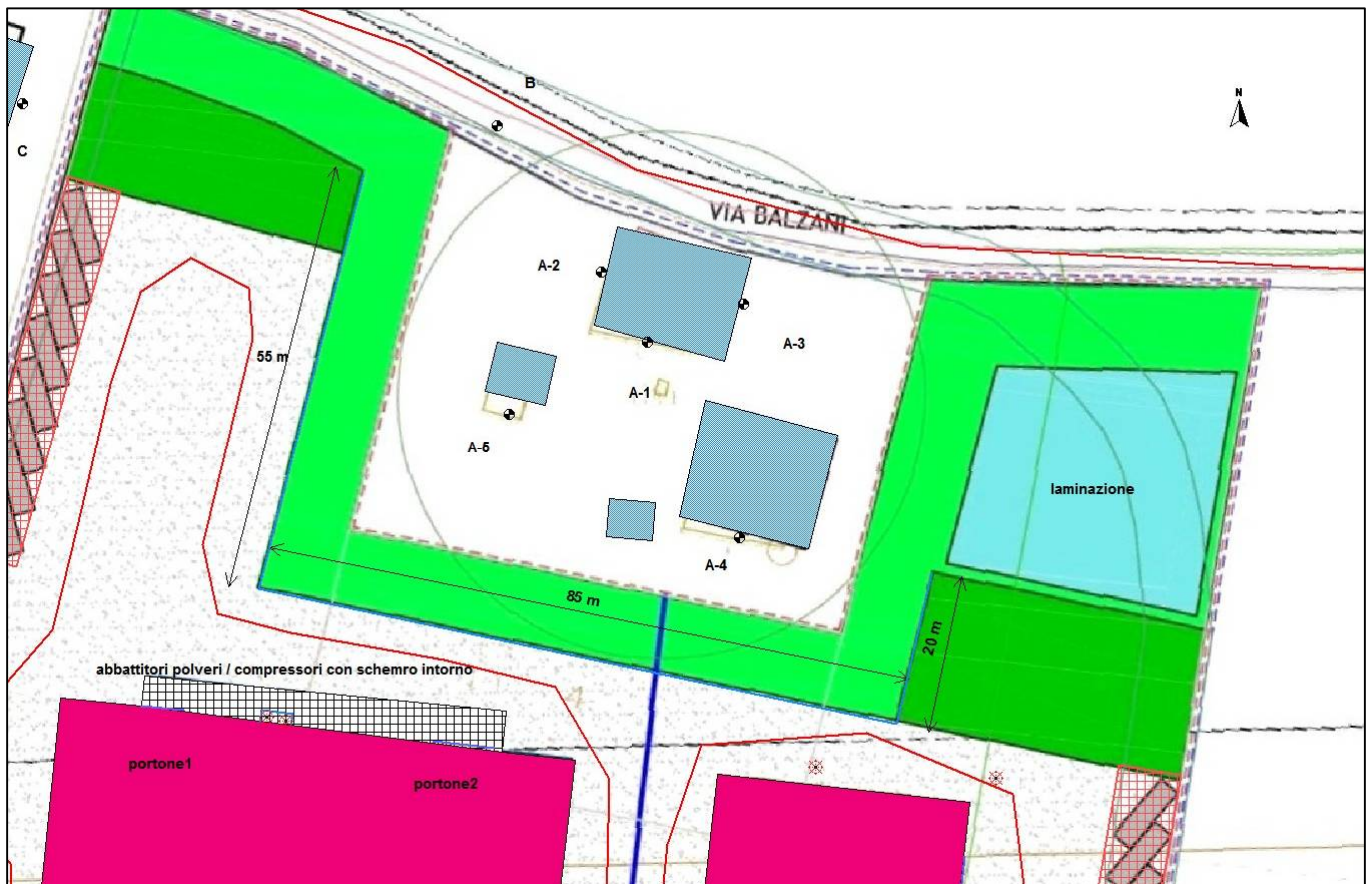 B
N
C
VIA BALZANI
A-2
A-3
55 m
A-1
A-5
laminazione
A-4
85 m
20 m
abbattitori polveri / compressori con schemro intorno
portone1
portone2